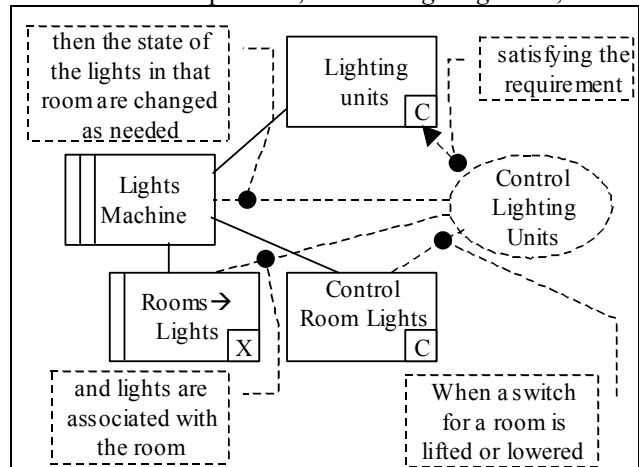 then the state of
the lights in that
room are changed
as needed
Lighting
units
C
satisfying the
requirement
Lights
Machine
Control
Lighting
Units
Rooms→
Lights
X
Control
Room Lights
C
and lights are
associated with
the room
When a switch
for a room is
lifted or lowered